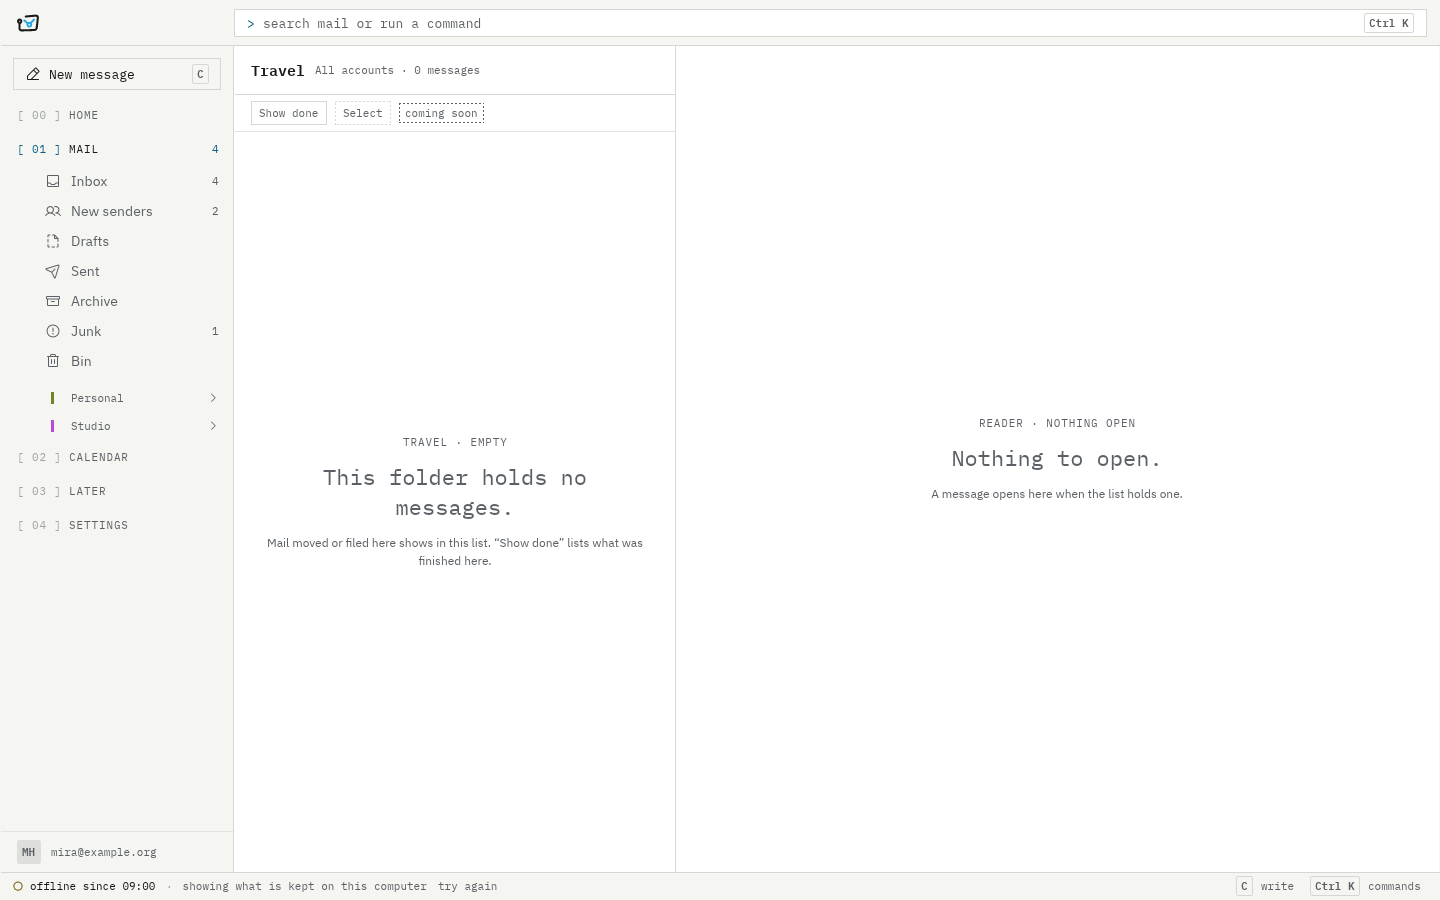 > search mail or run a command Ctrl K
New message C
[ 00 ] HOME
[ 01 ] MAIL 4
Inbox 4
New senders 2
Drafts
Sent
Archive
Junk 1
Bin
Personal
Studio
[ 02 ] CALENDAR
[ 03 ] LATER
[ 04 ] SETTINGS
MH mira@example.org
Travel All accounts · 0 messages
Show done Select coming soon
TRAVEL · EMPTY
This folder holds no
messages.
Mail moved or filed here shows in this list. “Show done” lists what was
finished here.
READER · NOTHING OPEN
Nothing to open.
A message opens here when the list holds one.
offline since 09:00 · showing what is kept on this computer try again
C write Ctrl K commands